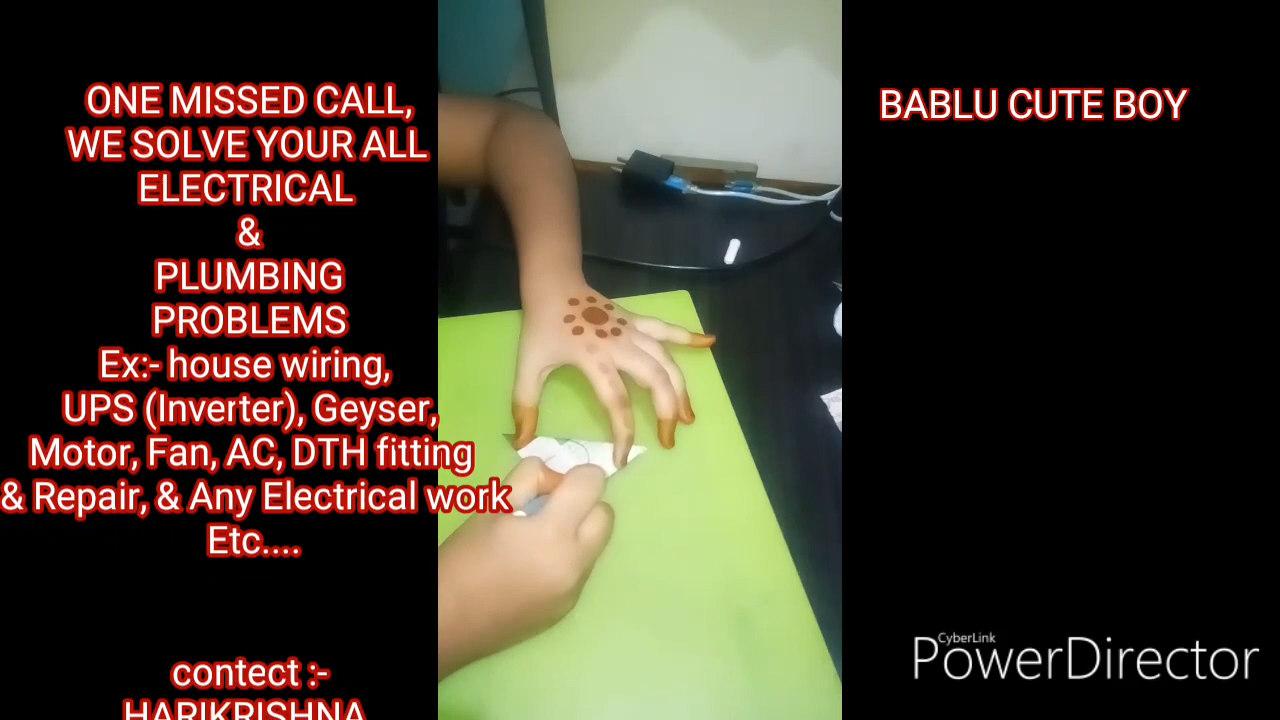 ONE MISSED CALL,
WE SOLVE YOUR ALL
ELECTRICAL
&
PLUMBING
PROBLEMS
Ex:- house wiring,
UPS (Inverter), Geyser,
Motor, Fan, AC, DTH fitting
& Repair, & Any Electrical work
Etc....
contect :-
HARIKRISHNA
BABLU CUTE BOY
CyberLink
PowerDirector